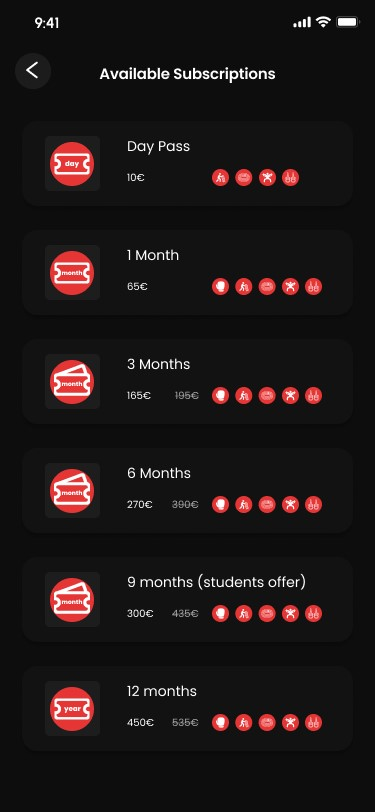 9:41
Available Subscriptions
day
Day Pass
10€
month
1 Month
65€
month
3 Months
165€ 195€
month
6 Months
270€ 390€
month
9 months (students offer)
300€ 435€
year
12 months
450€ 535€